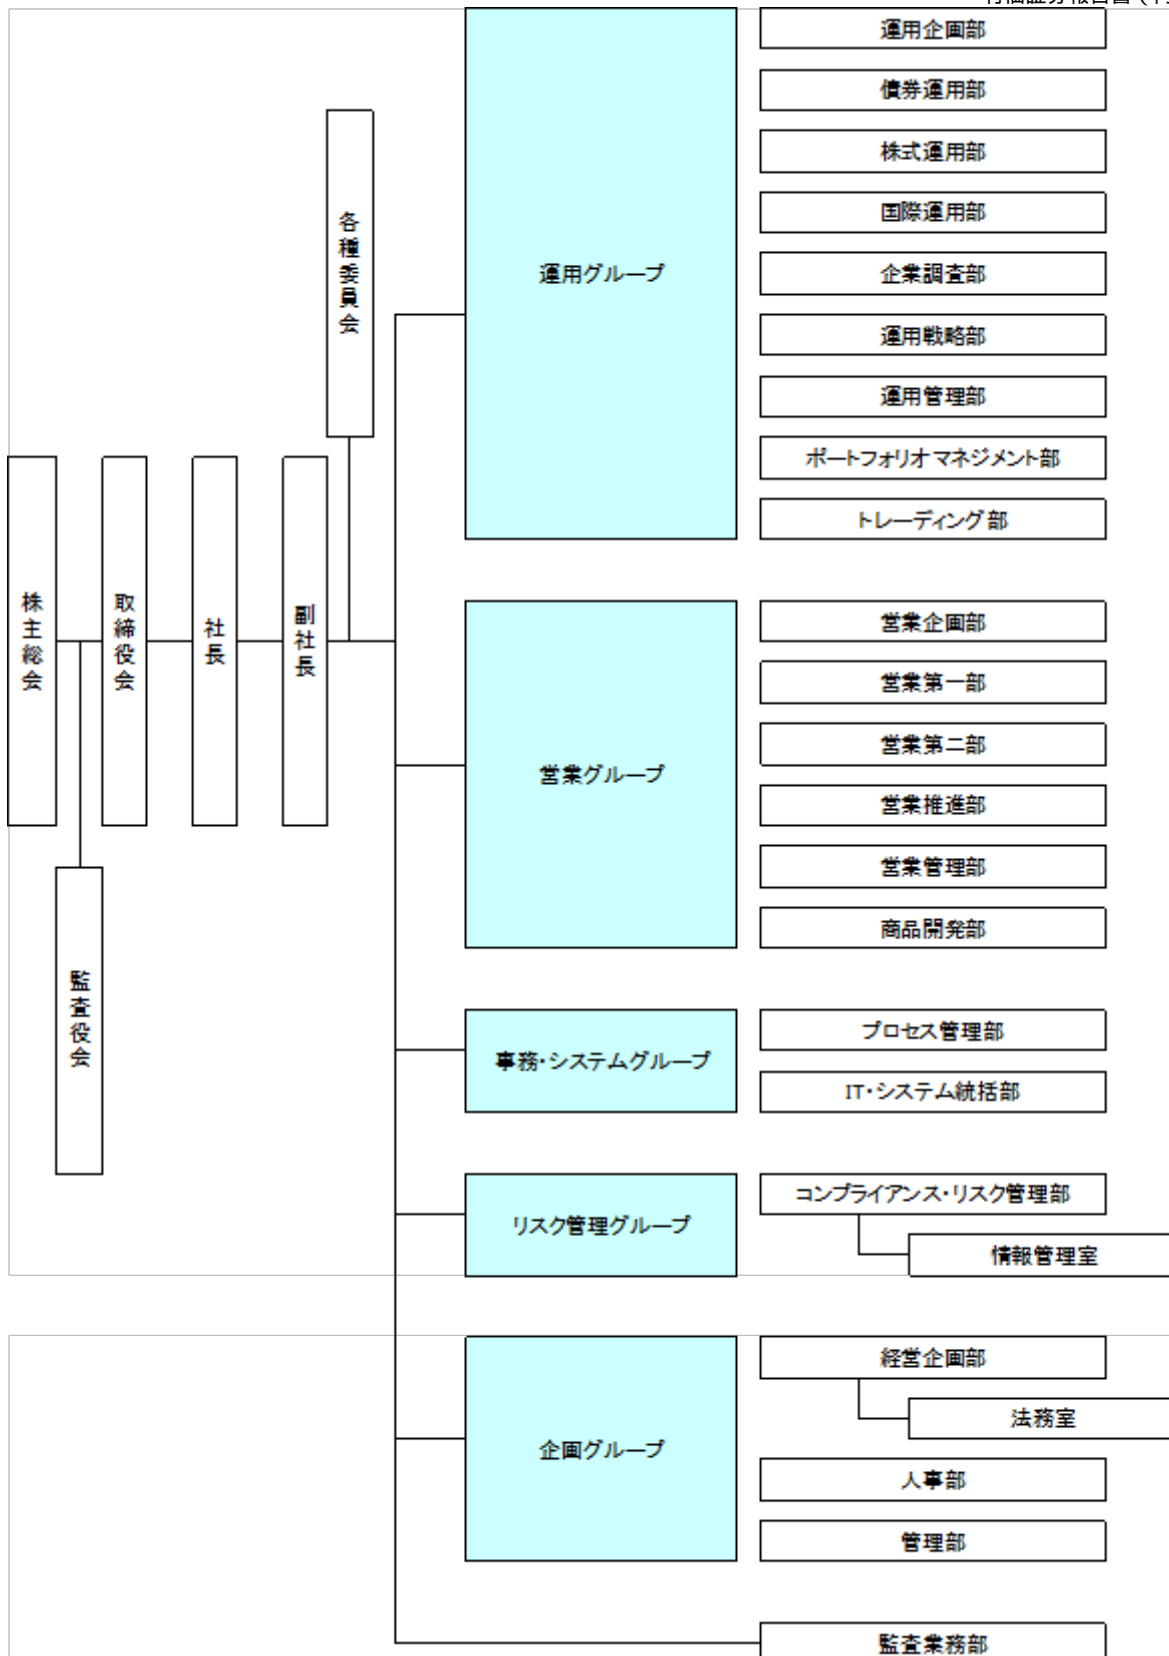 運用企画部
債券運用部
株式運用部
国際運用部
企業調査部
運用戦略部
運用管理部
ポートフォリオマネジメント部
トレーディング部
運用グループ
各種委員会
株主総会
取締役会
社長
副社長
監査役会
営業グループ
営業企画部
営業第一部
営業第二部
営業推進部
営業管理部
商品開発部
事務・システムグループ
プロセス管理部
IT・システム統括部
リスク管理グループ
コンプライアンス・リスク管理部
情報管理室
企画グループ
経営企画部
法務室
人事部
管理部
監査業務部